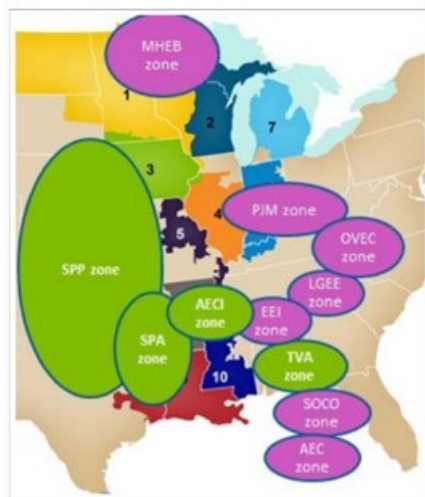 MHEB
zone
1
2
7
3
4
PJM zone
5
OVEC
zone
SPP zone
LGEE
zone
AECI
zone
EEI
zone
SPA
zone
TVA
zone
10
SOCO
zone
AEC
zone